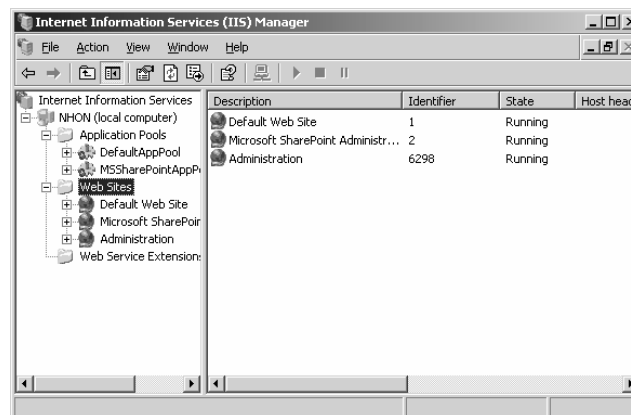 Internet Information Services (IIS) Manager
File Action View Window Help
Internet Information Services
NHON (local computer)
Application Pools
DefaultAppPool
MSSharePointAppP
Web Sites
Default Web Site
Microsoft SharePoir
Administration
Web Service Extension:
Description Identifier State Host head
Default Web Site 1 Running
Microsoft SharePoint Administr... 2 Running
Administration 6298 Running